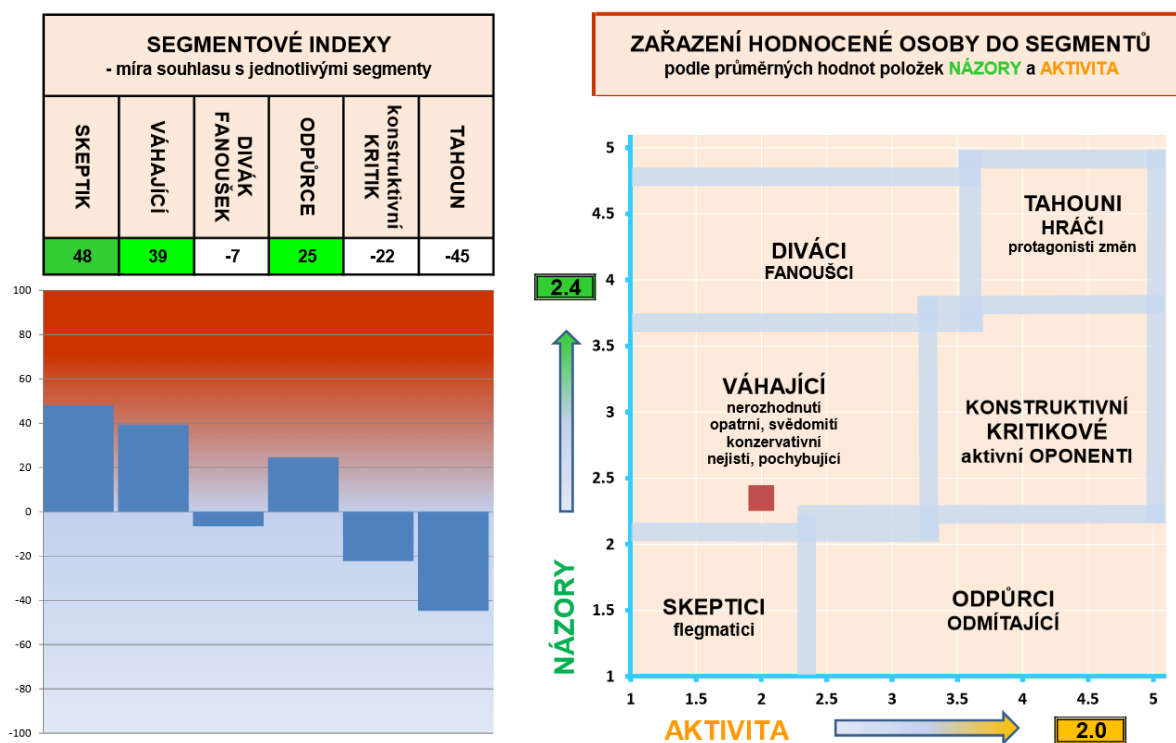 SEGMENTOVÉ INDEXY
- míra souhlasu s jednotlivými segmenty
SKEPTIK
VÁHAJÍCÍ
DIVÁK
FANOUŠEK
ODPŮRCE
konstruktivní
KRITIK
TAHOUN
48 39 -7 25 -22 -45
100
80
60
40
20
0
-20
-40
-60
-80
-100
ZAŘAZENÍ HODNOCENÉ OSOBY DO SEGMENTŮ
podle průměrných hodnot položek NÁZORY a AKTIVITA
2.4
NÁZORY
5
4.5
4
3.5
3
2.5
2
1.5
1
TAHOUNI
HRÁČI
protagonisti změn
DIVÁCI
FANOUŠCI
VÁHAJÍCÍ
nerozhodnutí
opatrní, svědomití
konzervativní
nejistí, pochybující
KONSTRUKTIVNÍ
KRITIKOVÉ
aktivní OPONENTI
SKEPTICI
flegmatici
ODPŮRCI
ODMÍTAJÍCÍ
1 1.5 2 2.5 3 3.5 4 4.5 5
AKTIVITA
2.0